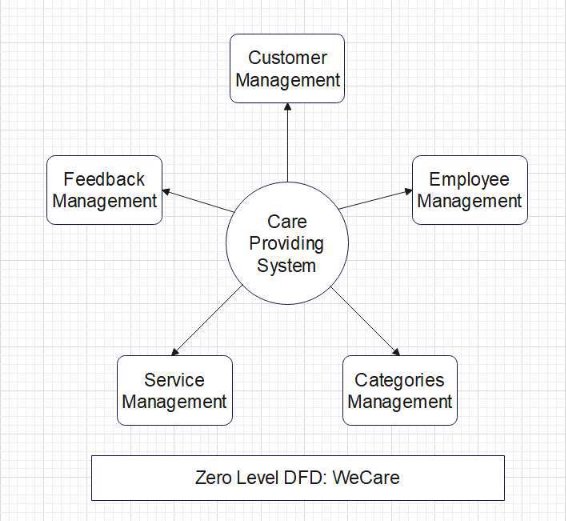 Customer
Management
Feedback
Management
Employee
Management
Care
Providing
System
Service
Management
Categories
Management
Zero Level DFD: WeCare